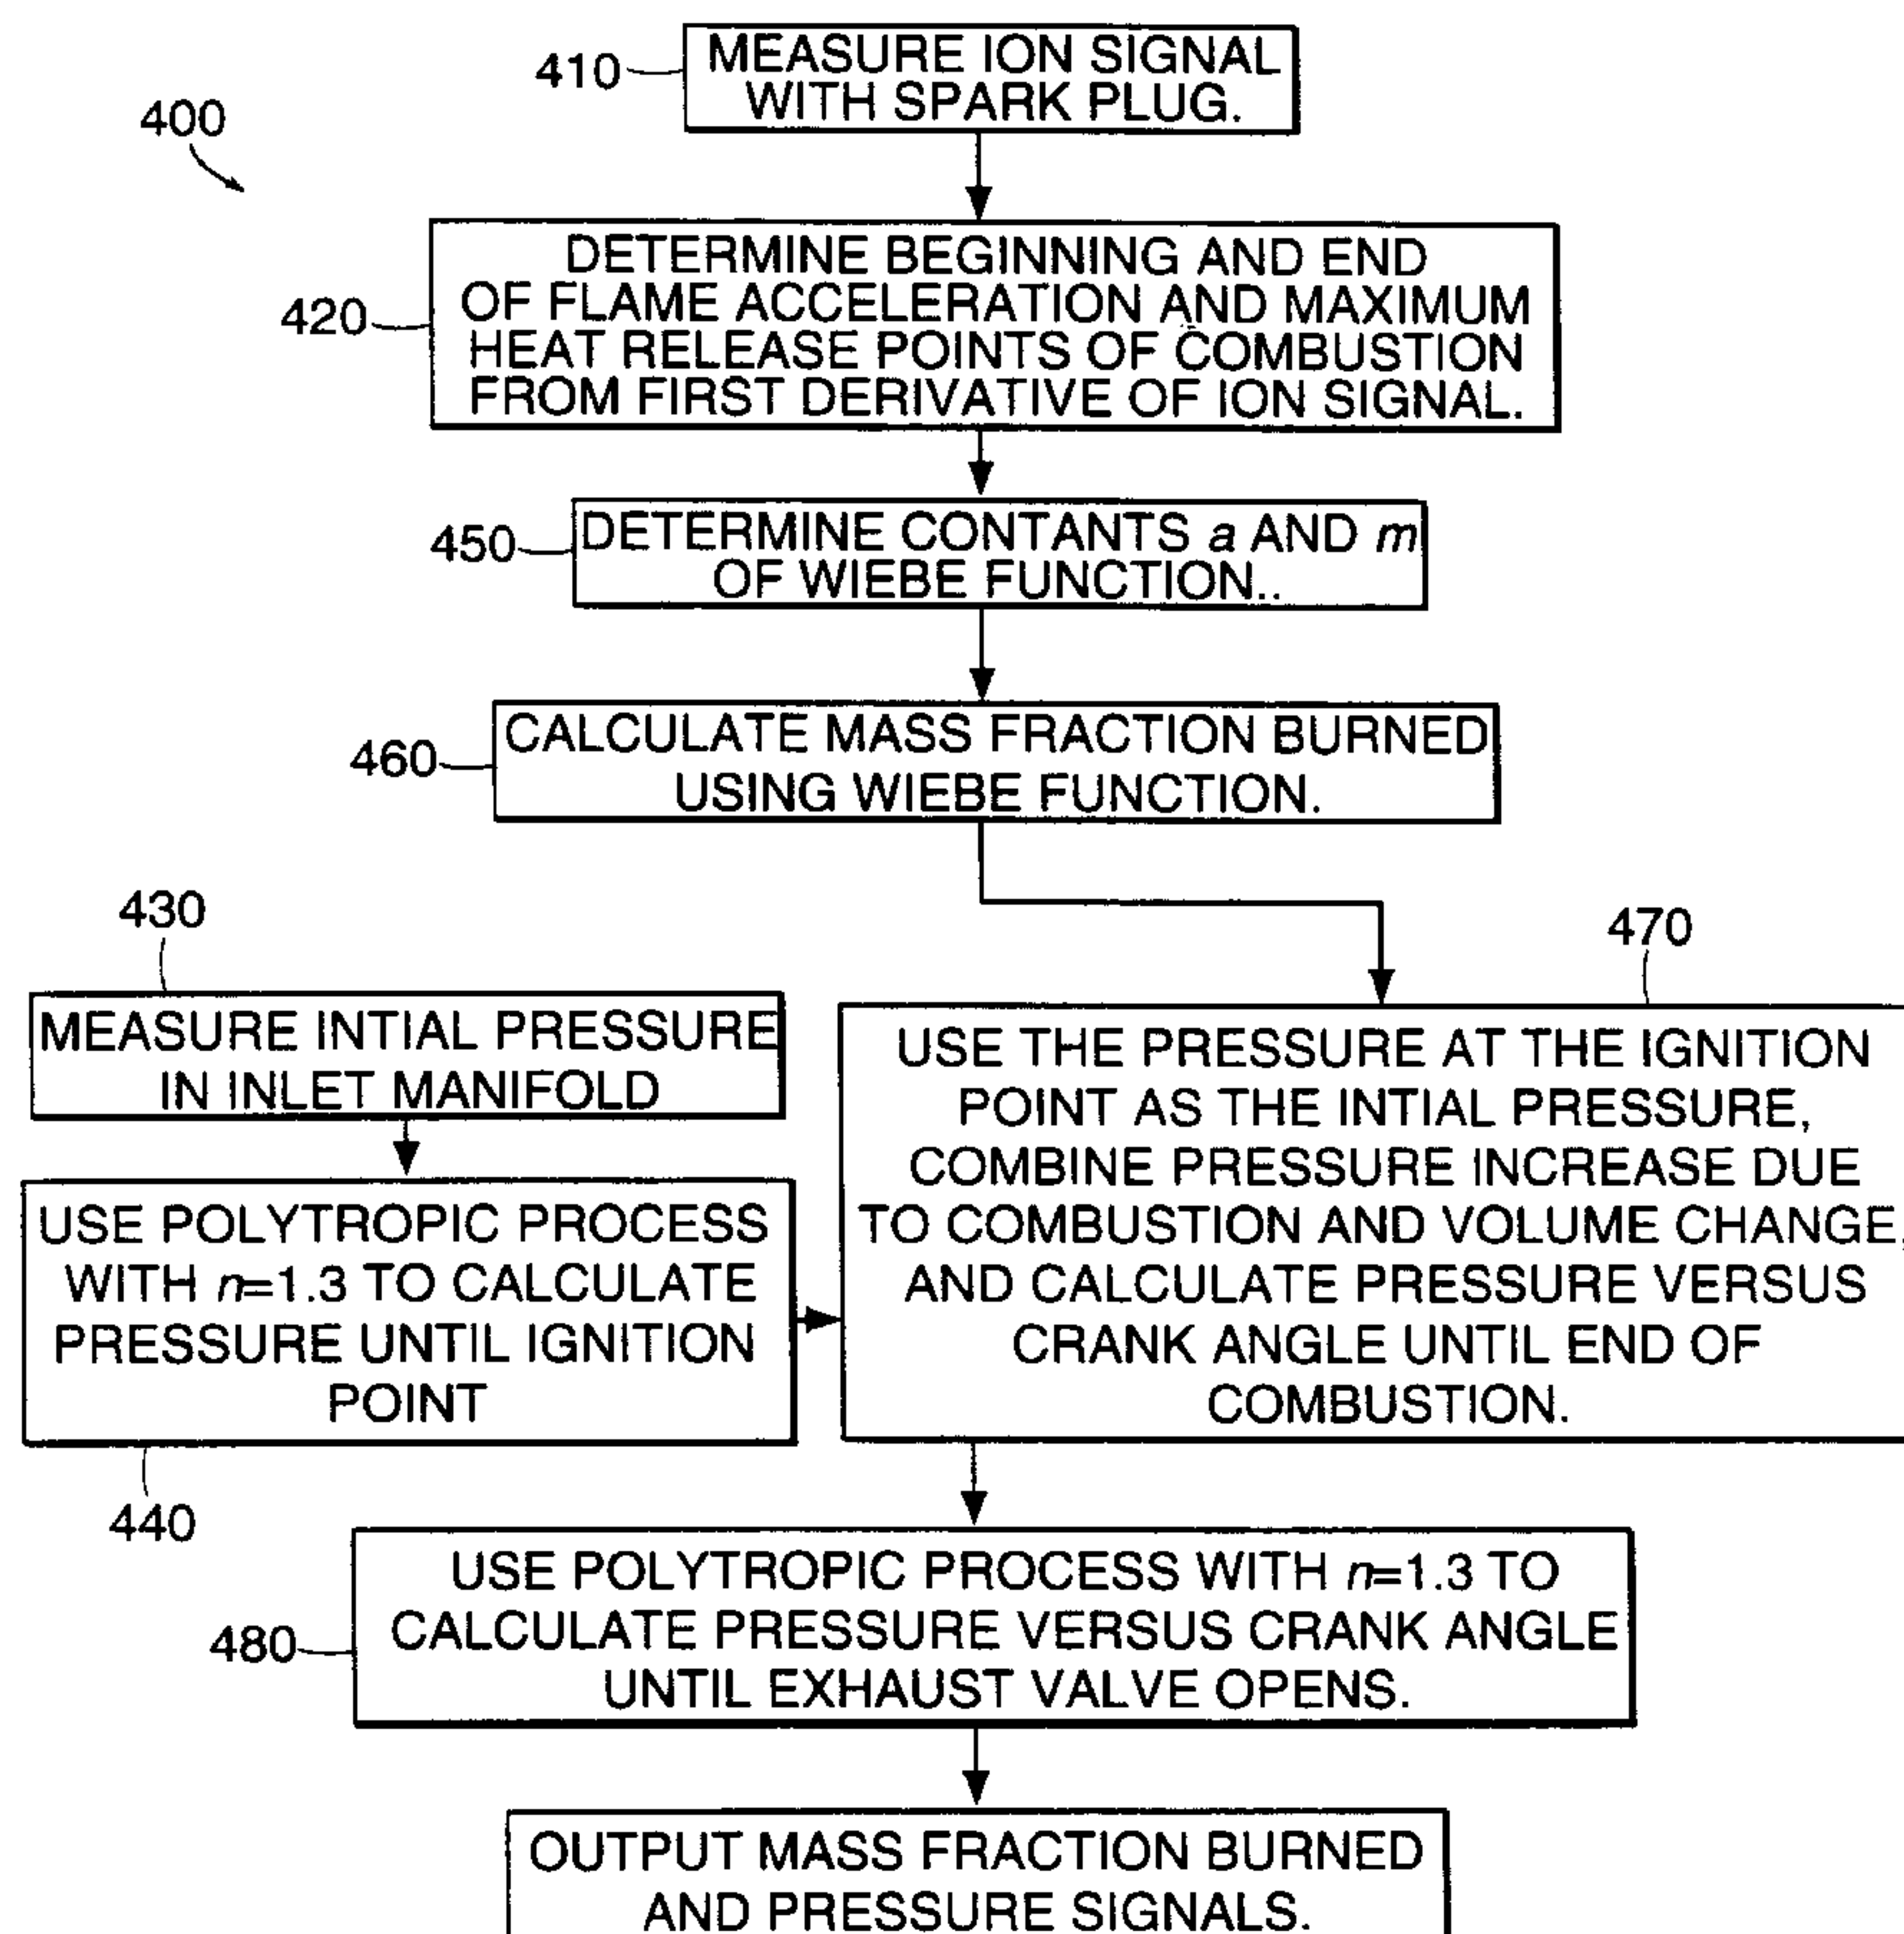 410
MEASURE ION SIGNAL
WITH SPARK PLUG.
400
420
DETERMINE BEGINNING AND END
OF FLAME ACCELERATION AND MAXIMUM
HEAT RELEASE POINTS OF COMBUSTION
FROM FIRST DERIVATIVE OF ION SIGNAL.
450
DETERMINE CONTANTS a AND m
OF WIEBE FUNCTION..
460
CALCULATE MASS FRACTION BURNED
USING WIEBE FUNCTION.
430
MEASURE INTIAL PRESSURE
IN INLET MANIFOLD
USE POLYTROPIC PROCESS
WITH n=1.3 TO CALCULATE
PRESSURE UNTIL IGNITION
POINT
440
470
USE THE PRESSURE AT THE IGNITION
POINT AS THE INTIAL PRESSURE,
COMBINE PRESSURE INCREASE DUE
TO COMBUSTION AND VOLUME CHANGE,
AND CALCULATE PRESSURE VERSUS
CRANK ANGLE UNTIL END OF
COMBUSTION.
480
USE POLYTROPIC PROCESS WITH n=1.3 TO
CALCULATE PRESSURE VERSUS CRANK ANGLE
UNTIL EXHAUST VALVE OPENS.
OUTPUT MASS FRACTION BURNED
AND PRESSURE SIGNALS.